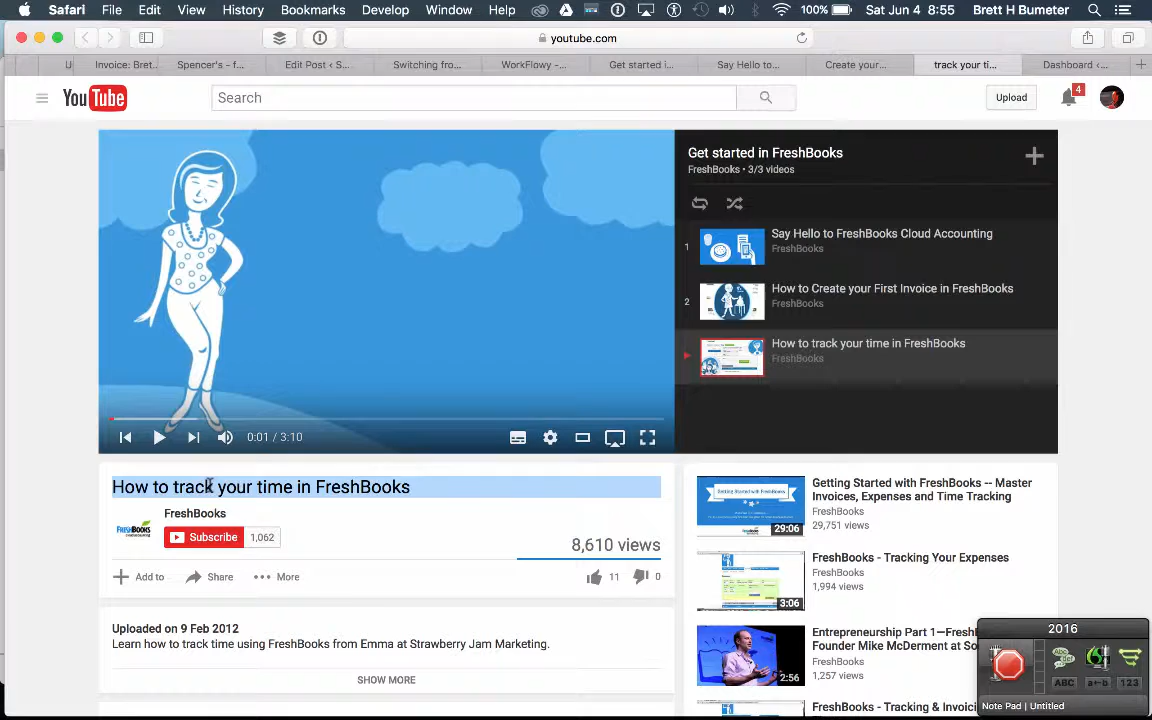 Safari File Edit View History Bookmarks Develop Window Help 100% Sat Jun 4 8:55 Brett H Bumeter
youtube.com
U Invoice: Bret... Spencer's - f... Edit Post ‹ S... Switching fro... WorkFlowy -... Get started i... Say Hello to... Create your... track your ti... Dashboard ‹...
YouTube Search Upload 4
Get started in FreshBooks
FreshBooks • 3/3 videos
1 Say Hello to FreshBooks Cloud Accounting
FreshBooks
2 How to Create your First Invoice in FreshBooks
FreshBooks
How to track your time in FreshBooks
FreshBooks
0:01 / 3:10
How to track your time in FreshBooks
FreshBooks
Subscribe 1,062
8,610 views
Add to Share More 11 0
Uploaded on 9 Feb 2012
Learn how to track time using FreshBooks from Emma at Strawberry Jam Marketing.
SHOW MORE
Getting Started with FreshBooks -- Master
Invoices, Expenses and Time Tracking
FreshBooks
29,751 views
29:06
FreshBooks - Tracking Your Expenses
FreshBooks
1,994 views
3:06
Entrepreneurship Part 1—Freshl
Founder Mike McDerment at So
FreshBooks
1,257 views
2:56
FreshBooks - Tracking & Invoici
2016
ABC a↔b 123
Note Pad | Untitled